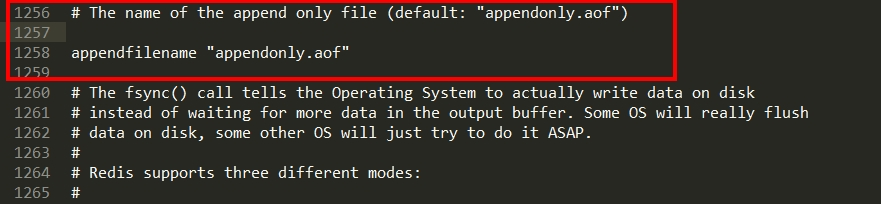 1256 # The name of the append only file (default: "appendonly.aof")
1257
1258 appendfilename "appendonly.aof"
1259
1260 # The fsync() call tells the Operating System to actually write data on disk
1261 # instead of waiting for more data in the output buffer. Some OS will really flush
1262 # data on disk, some other OS will just try to do it ASAP.
1263 #
1264 # Redis supports three different modes:
1265 #